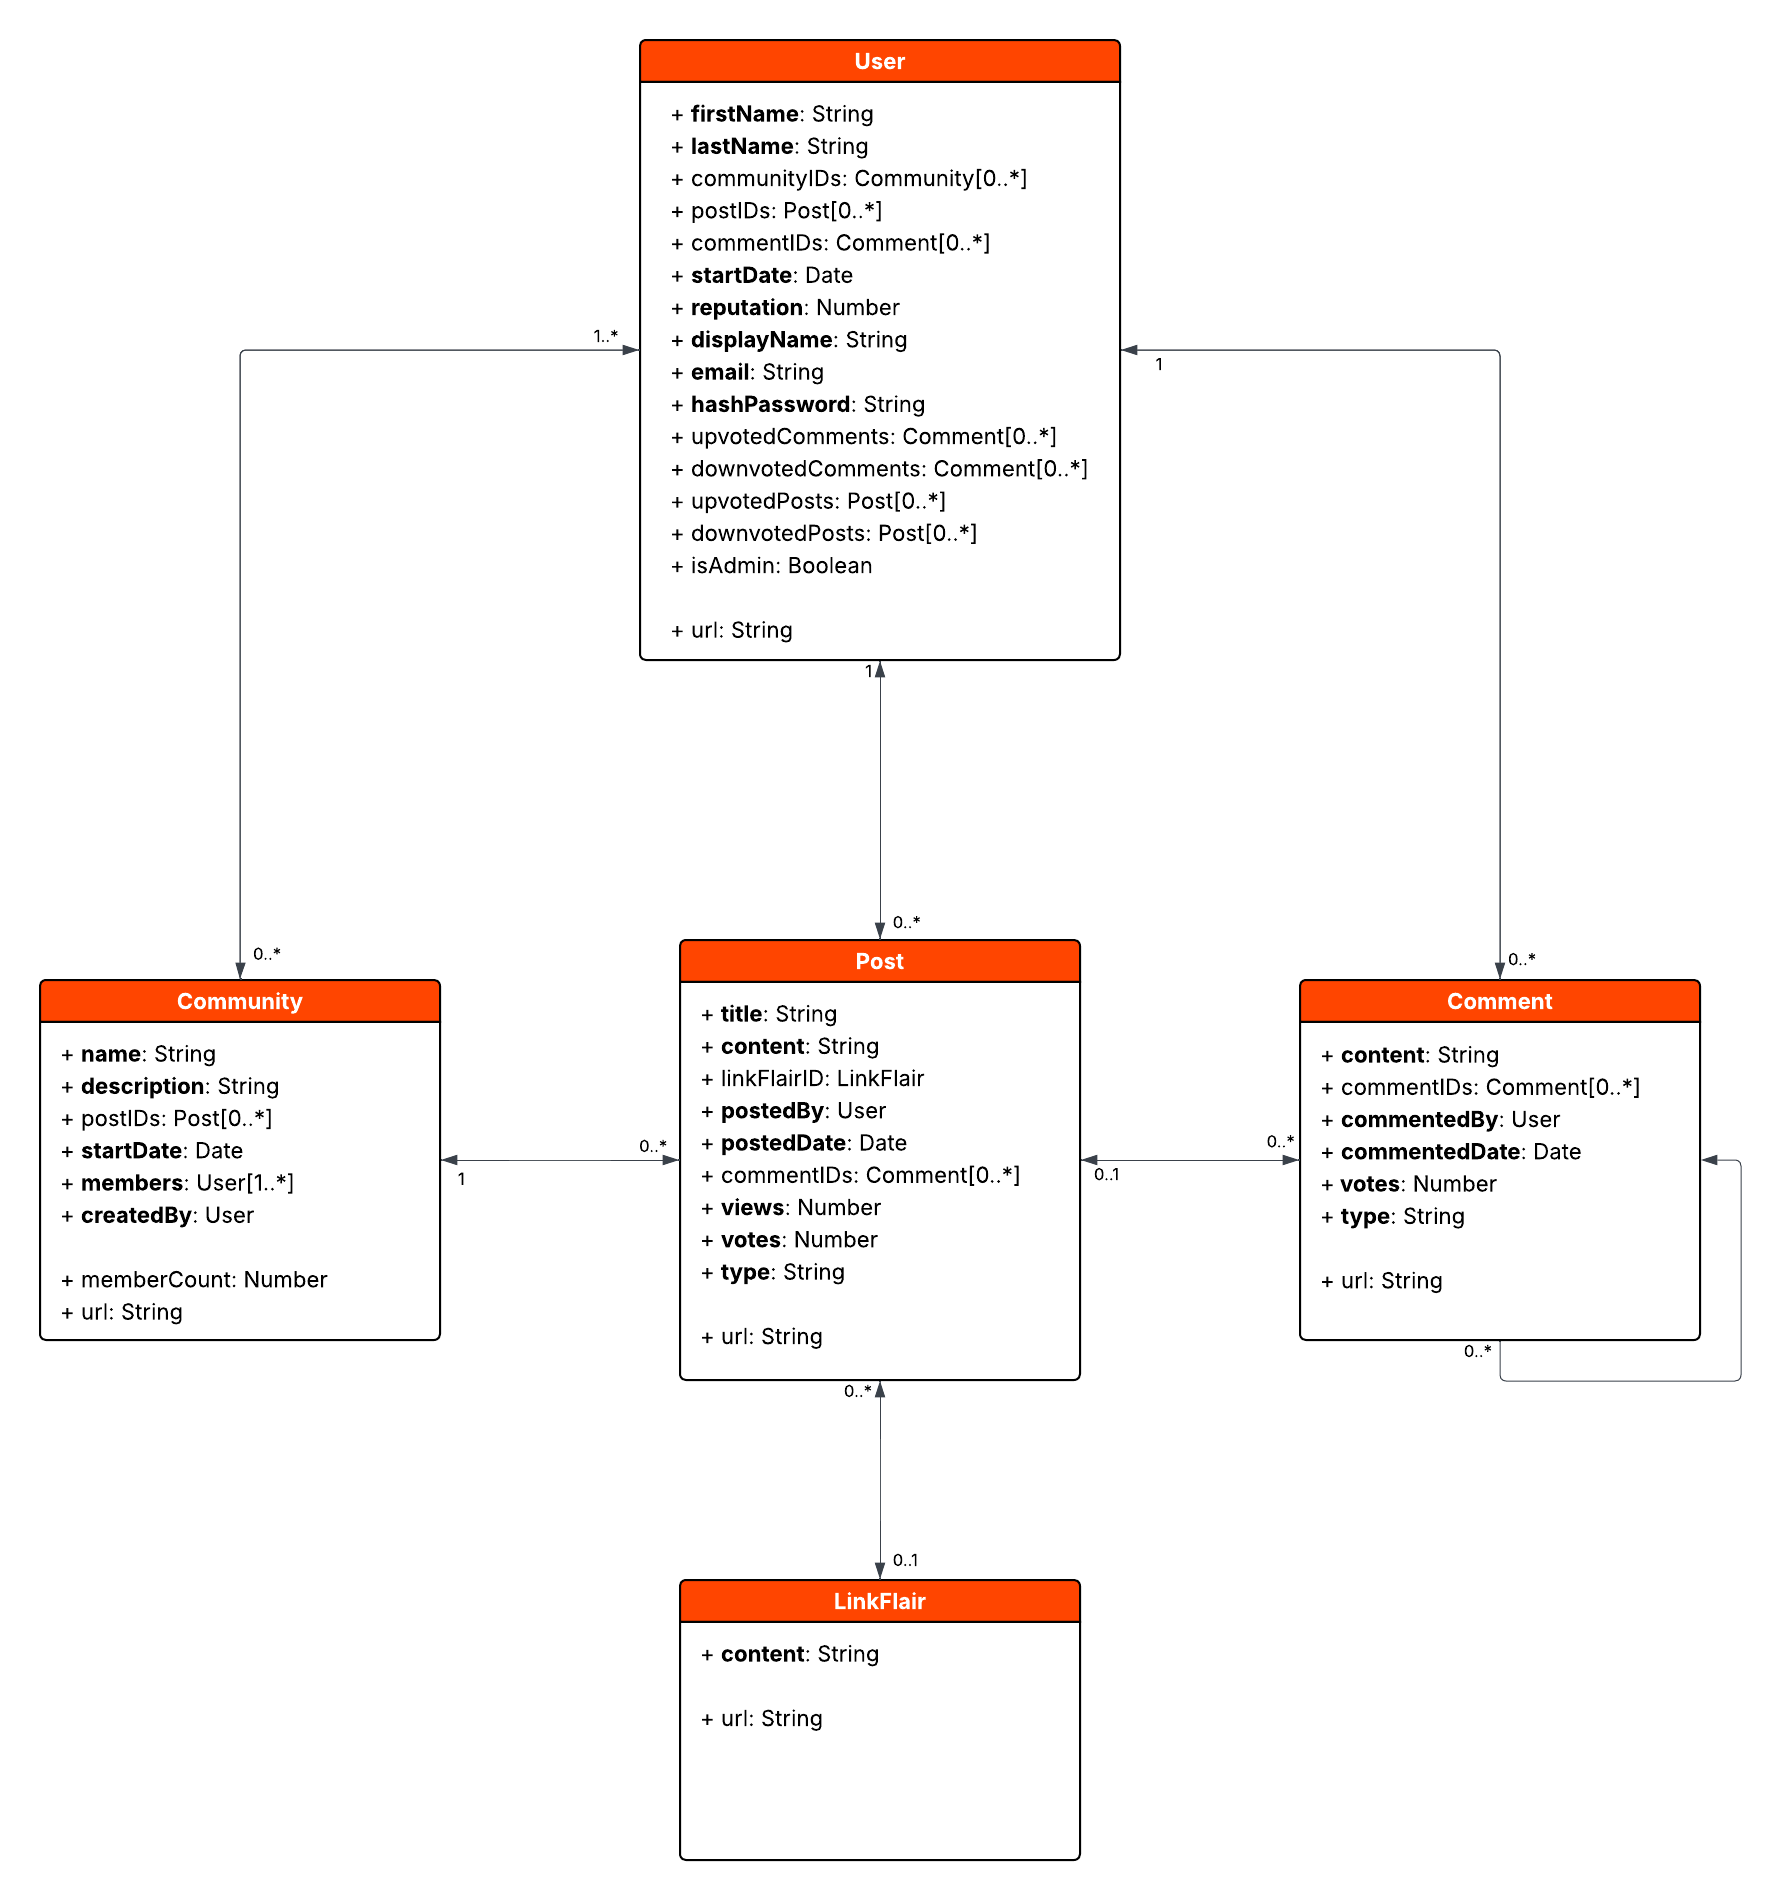 User
+ firstName: String
+ lastName: String
+ communityIDs: Community[0..*]
+ postIDs: Post[0..*]
+ commentIDs: Comment[0..*]
+ startDate: Date
+ reputation: Number
+ displayName: String
+ email: String
+ hashPassword: String
+ upvotedComments: Comment[0..*]
+ downvotedComments: Comment[0..*]
+ upvotedPosts: Post[0..*]
+ downvotedPosts: Post[0..*]
+ isAdmin: Boolean
+ url: String
1..*
1
1
0..*
0..*
0..*
Community
+ name: String
+ description: String
+ postIDs: Post[0..*]
+ startDate: Date
+ members: User[1..*]
+ createdBy: User
+ memberCount: Number
+ url: String
1
0..*
Post
+ title: String
+ content: String
+ linkFlairID: LinkFlair
+ postedBy: User
+ postedDate: Date
+ commentIDs: Comment[0..*]
+ views: Number
+ votes: Number
+ type: String
+ url: String
0..1
0..*
Comment
+ content: String
+ commentIDs: Comment[0..*]
+ commentedBy: User
+ commentedDate: Date
+ votes: Number
+ type: String
+ url: String
0..*
0..*
0..1
LinkFlair
+ content: String
+ url: String